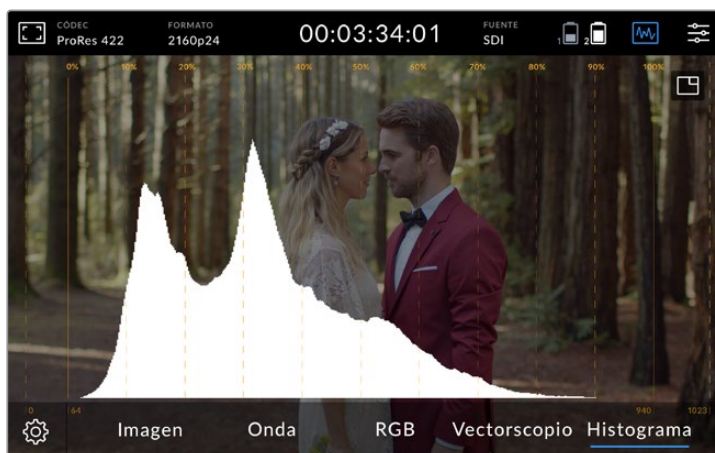 CÓDEC FORMATO 00:03:34:01 FUENTE
ProRes 422 2160p24 SDI 1 2
0% 10% 20% 30% 40% 50% 60% 70% 80% 90% 100%
0 64 940 1023
Imagen Onda RGB Vectorscopio Histograma